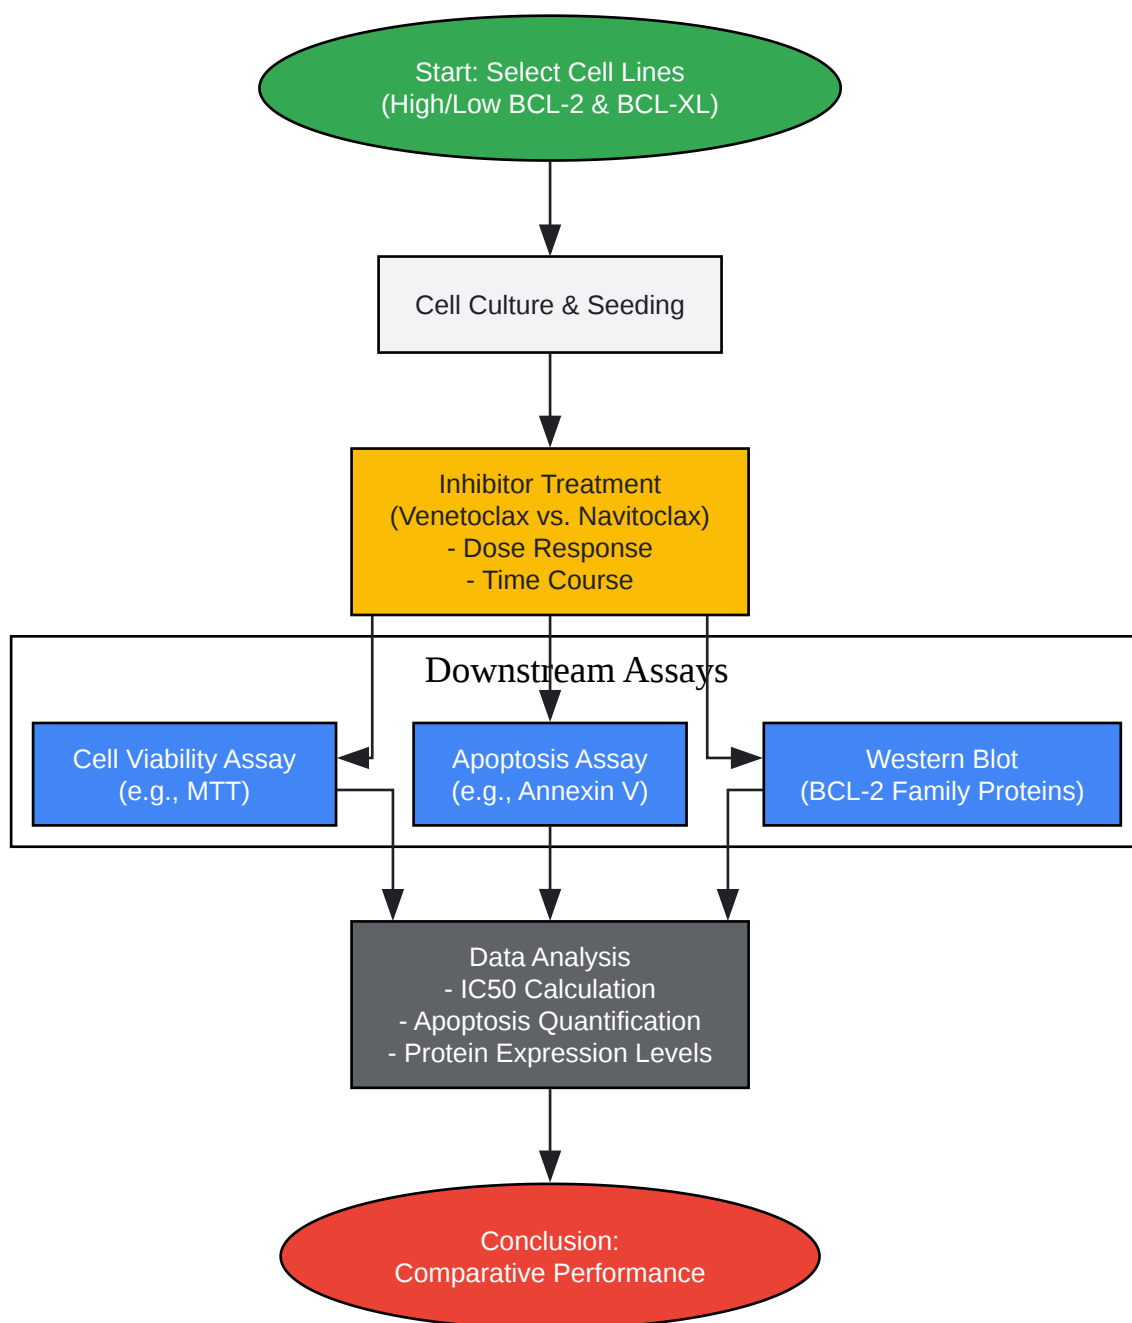 Start: Select Cell Lines
(High/Low BCL-2 & BCL-XL)
Cell Culture & Seeding
Inhibitor Treatment
(Venetoclax vs. Navitoclax)
- Dose Response
- Time Course
Downstream Assays
Cell Viability Assay
(e.g., MTT)
Apoptosis Assay
(e.g., Annexin V)
Western Blot
(BCL-2 Family Proteins)
Data Analysis
- IC50 Calculation
- Apoptosis Quantification
- Protein Expression Levels
Conclusion:
Comparative Performance